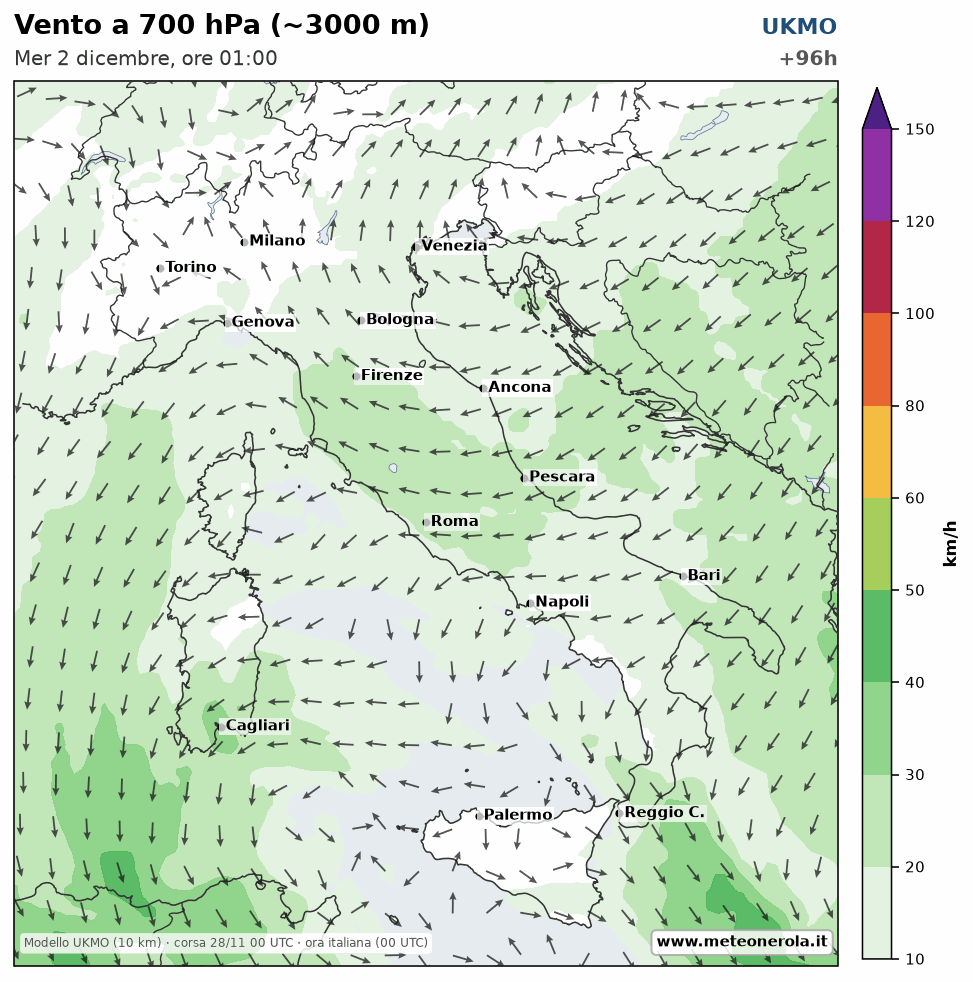 Vento a 700 hPa (~3000 m)
UKMO
Mer 2 dicembre, ore 01:00
+96h
Milano
Venezia
Torino
Genova
Bologna
Firenze
Ancona
Pescara
Roma
Bari
Napoli
Cagliari
Palermo
Reggio C.
150
120
100
80
60
50
40
30
20
10
km/h
Modello UKMO (10 km) · corsa 28/11 00 UTC · ora italiana (00 UTC)
www.meteonerola.it